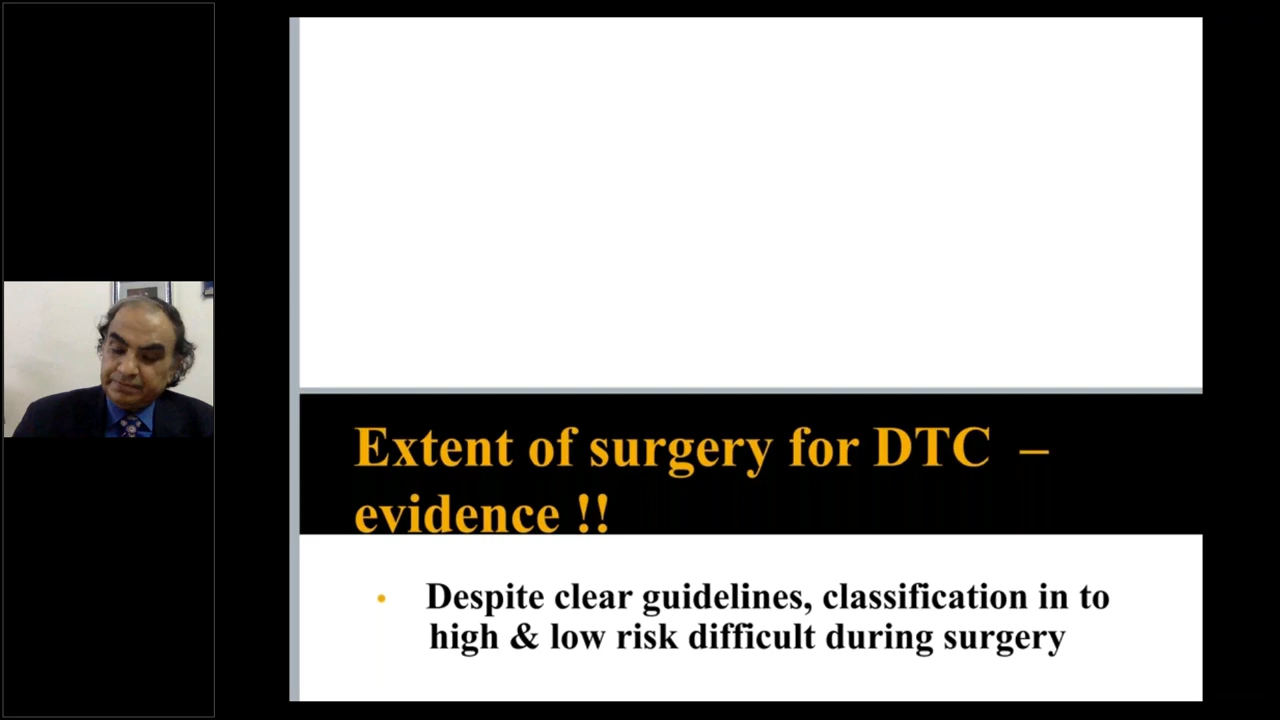 Extent of surgery for DTC –
evidence !!
• Despite clear guidelines, classification in to
high & low risk difficult during surgery